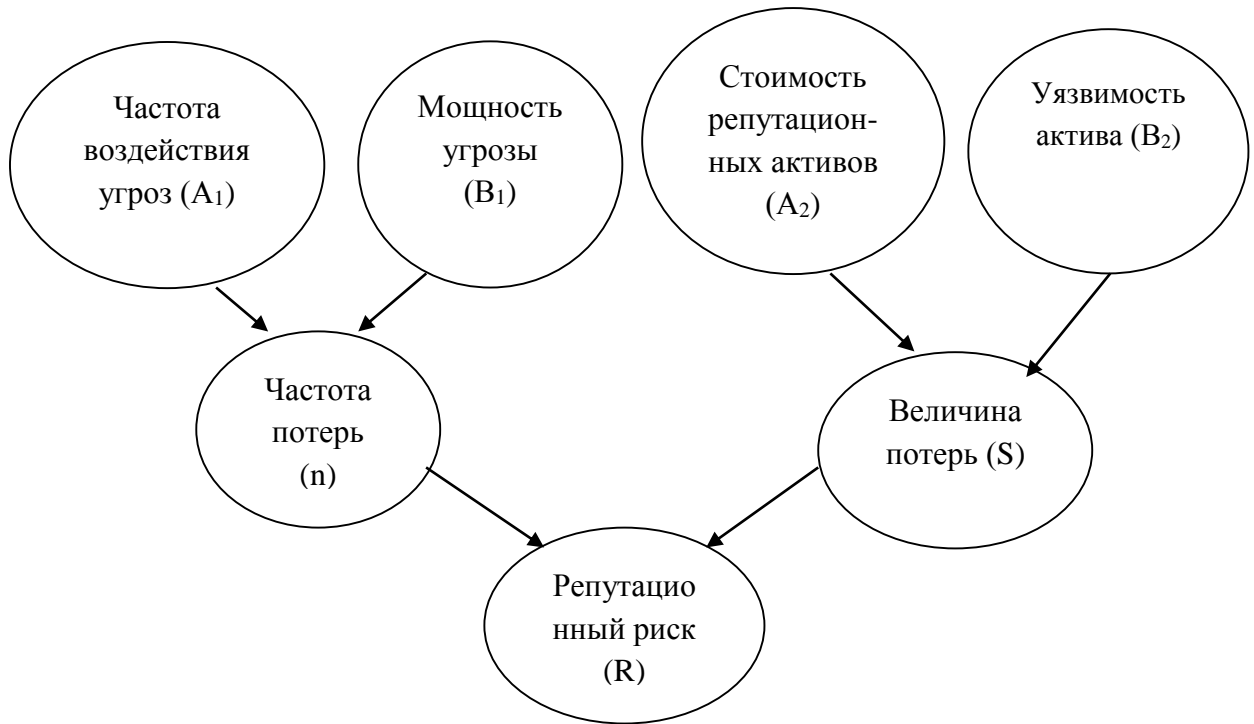 Частота
воздействия
угроз (A₁)
Мощность
угрозы
(B₁)
Стоимость
репутацион-
ных активов
(A₂)
Уязвимость
актива (B₂)
Частота
потерь
(n)
Величина
потерь (S)
Репутацио
нный риск
(R)